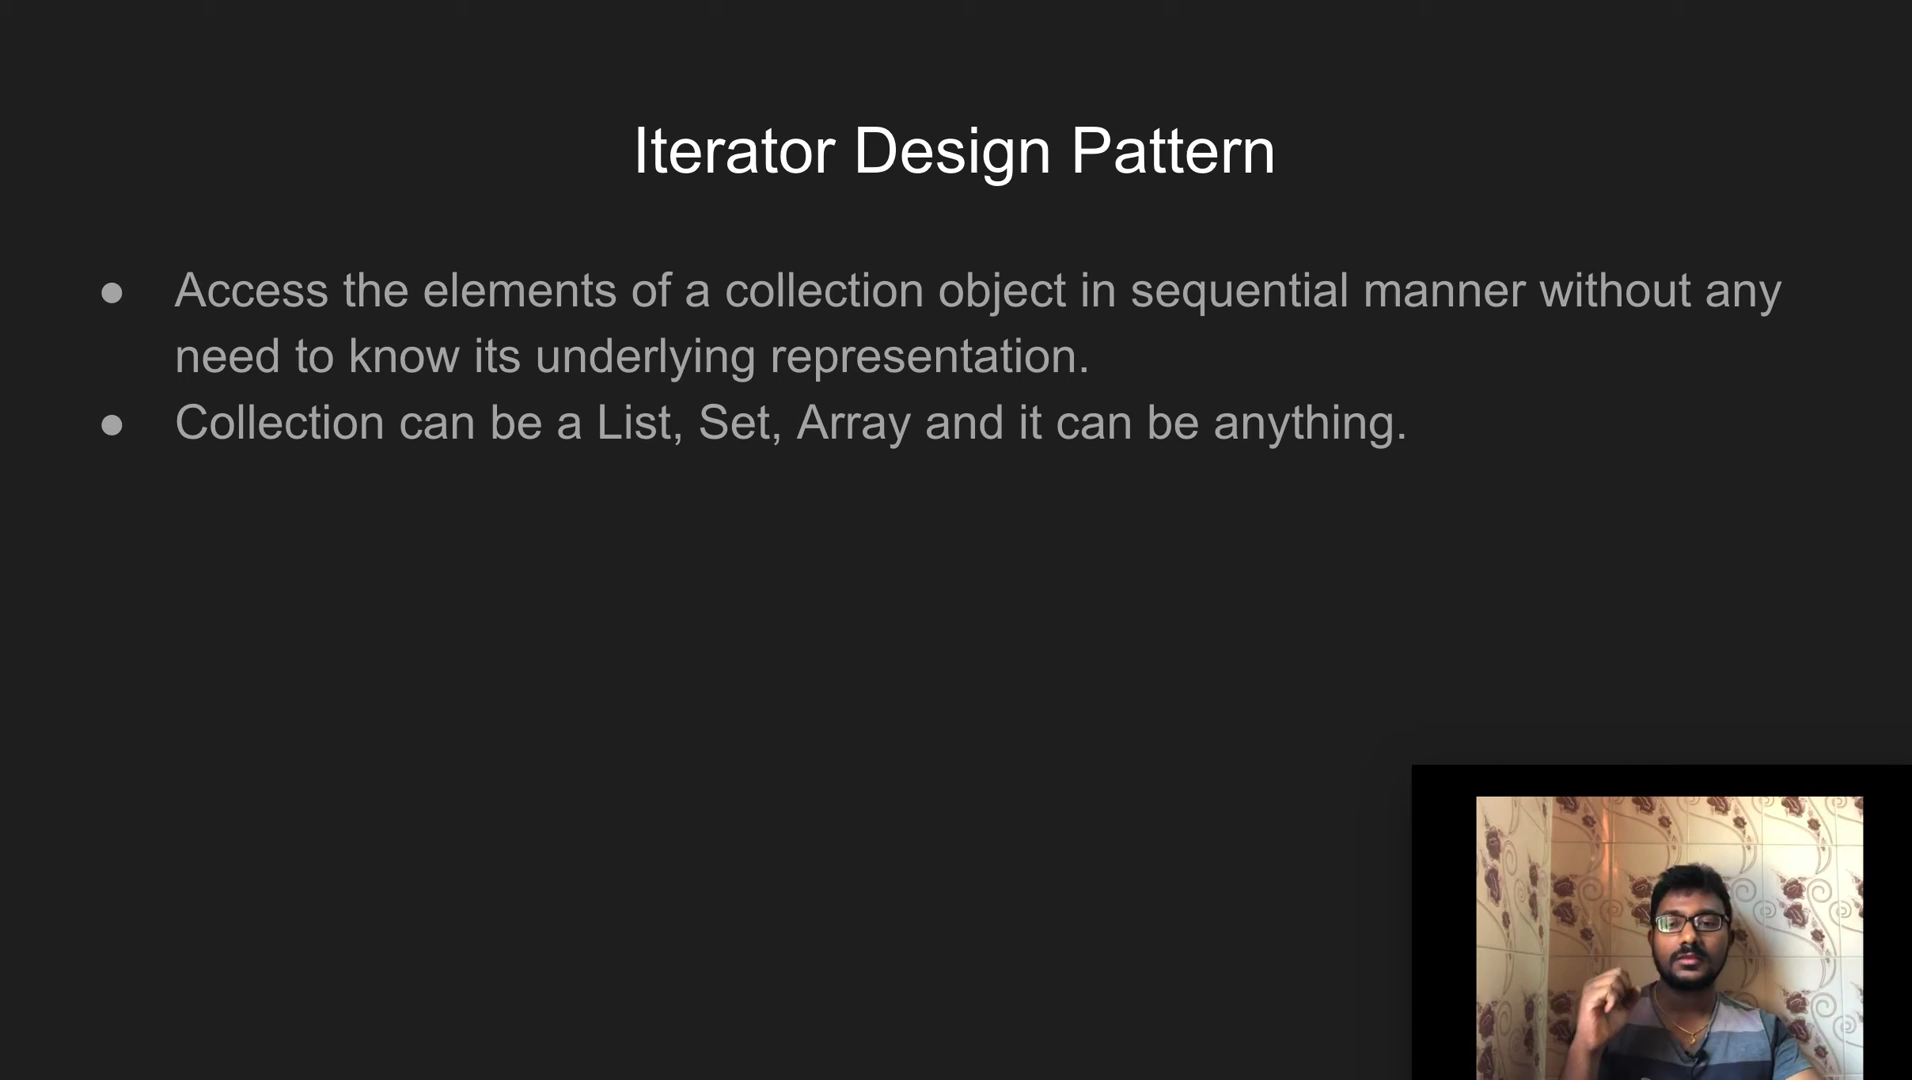 Iterator Design Pattern
● Access the elements of a collection object in sequential manner without any
need to know its underlying representation.
● Collection can be a List, Set, Array and it can be anything.